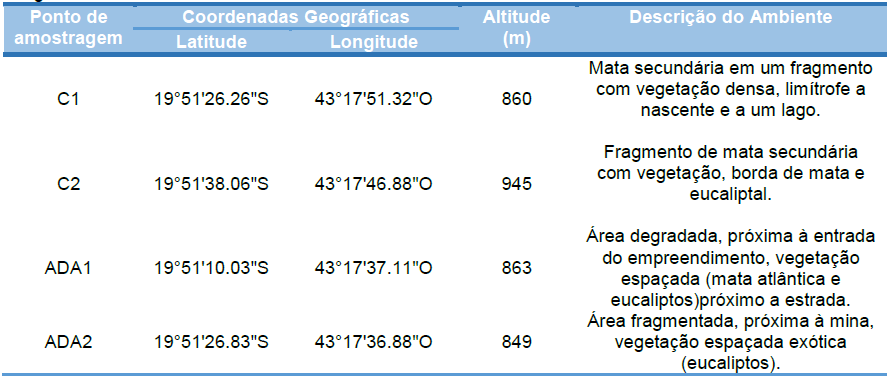 Ponto de amostragem Coordenadas Geográficas Altitude (m) Descrição do Ambiente
Latitude Longitude
C1 19°51'26.26"S 43°17'51.32"O 860 Mata secundária em um fragmento
com vegetação densa, limítrofe a
nascente e a um lago.
C2 19°51'38.06"S 43°17'46.88"O 945 Fragmento de mata secundária
com vegetação, borda de mata e
eucaliptal.
ADA1 19°51'10.03"S 43°17'37.11"O 863 Área degradada, próxima à entrada
do empreendimento, vegetação
espaçada (mata atlântica e
eucaliptos)próximo a estrada.
ADA2 19°51'26.83"S 43°17'36.88"O 849 Área fragmentada, próxima à mina,
vegetação espaçada exótica
(eucaliptos).